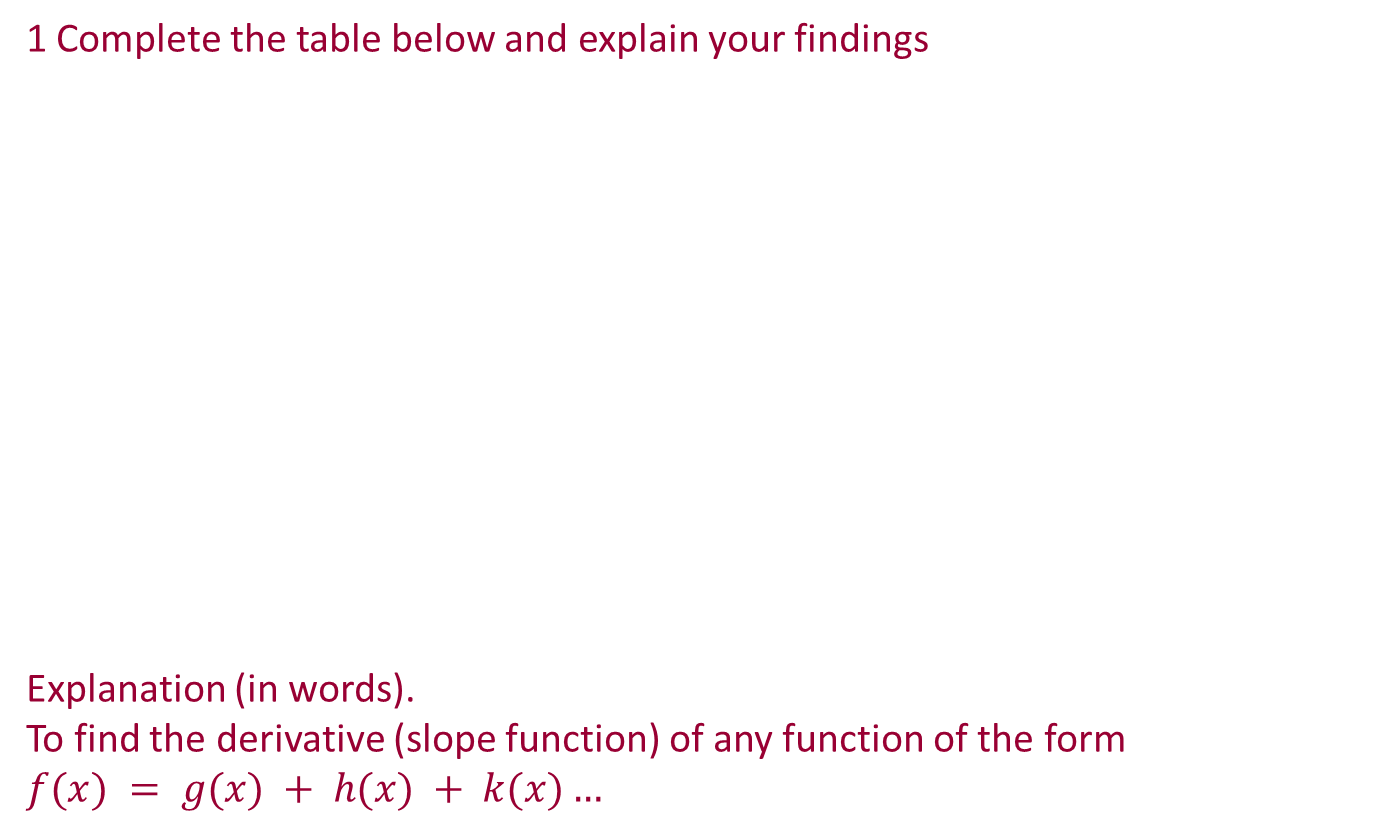 1 Complete the table below and explain your findings
Explanation (in words).
To find the derivative (slope function) of any function of the form
𝑓(𝑥) = 𝑔(𝑥) + ℎ(𝑥) + 𝑘(𝑥) …